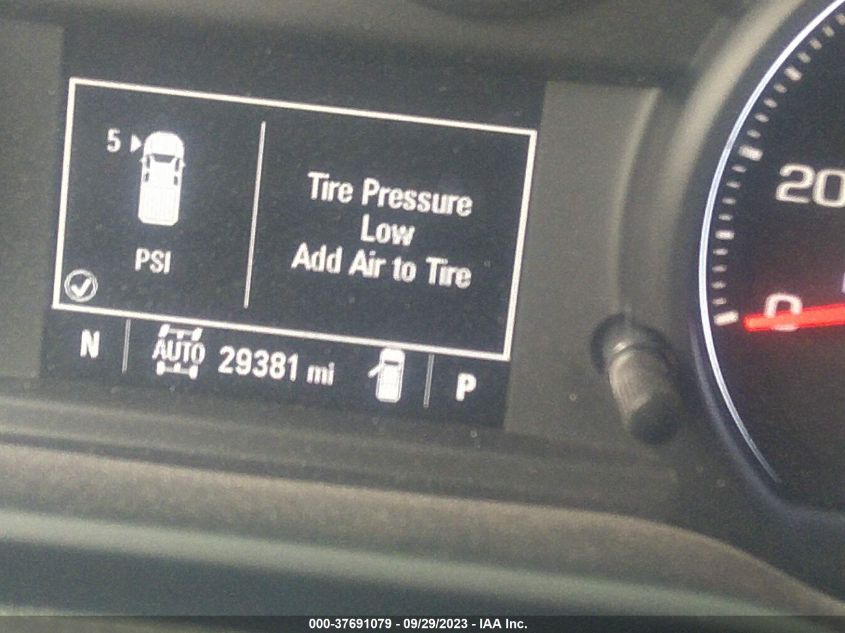 5
PSI
Tire Pressure
Low
Add Air to Tire
N
AUTO
29381 mi
P
20
0
000-37691079 - 09/29/2023 - IAA Inc.